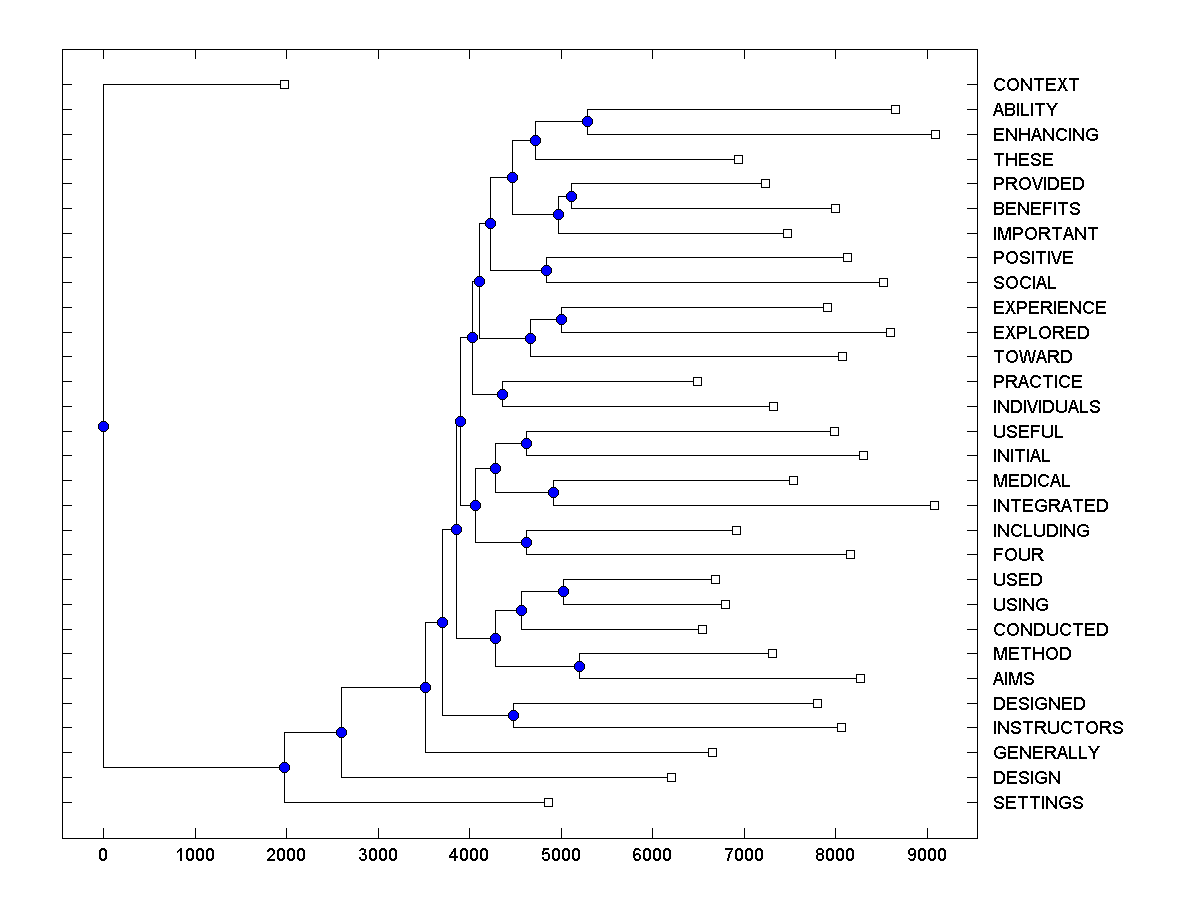 CONTEXT
ABILITY
ENHANCING
THESE
PROVIDED
BENEFITS
IMPORTANT
POSITIVE
SOCIAL
EXPERIENCE
EXPLORED
TOWARD
PRACTICE
INDIVIDUALS
USEFUL
INITIAL
MEDICAL
INTEGRATED
INCLUDING
FOUR
USED
USING
CONDUCTED
METHOD
AIMS
DESIGNED
INSTRUCTORS
GENERALLY
DESIGN
SETTINGS
0 1000 2000 3000 4000 5000 6000 7000 8000 9000